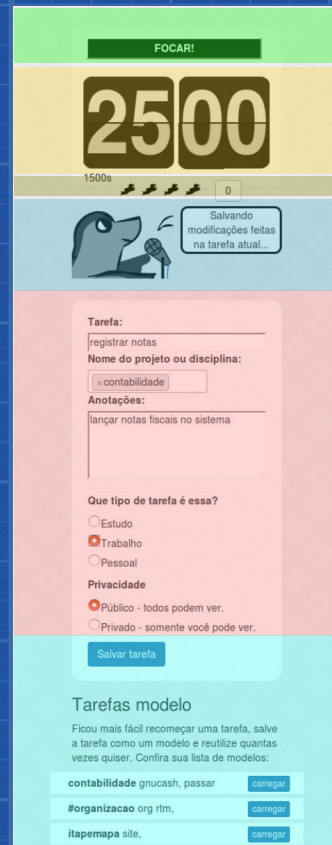 FOCAR!
25 00
1500s
0
Salvando
modificações feitas
na tarefa atual...
Tarefa:
registrar notas
Nome do projeto ou disciplina:
× contabilidade
Anotações:
lançar notas fiscais no sistema
Que tipo de tarefa é essa?
Estudo
Trabalho
Pessoal
Privacidade
Público - todos podem ver.
Privado - somente você pode ver.
Salvar tarefa
Tarefas modelo
Ficou mais fácil recomeçar uma tarefa, salve
a tarefa como um modelo e reutilize quantas
vezes quiser. Confira sua lista de modelos:
contabilidade gnucash, passar carregar
#organizacao org rtm, carregar
itapemapa site, carregar